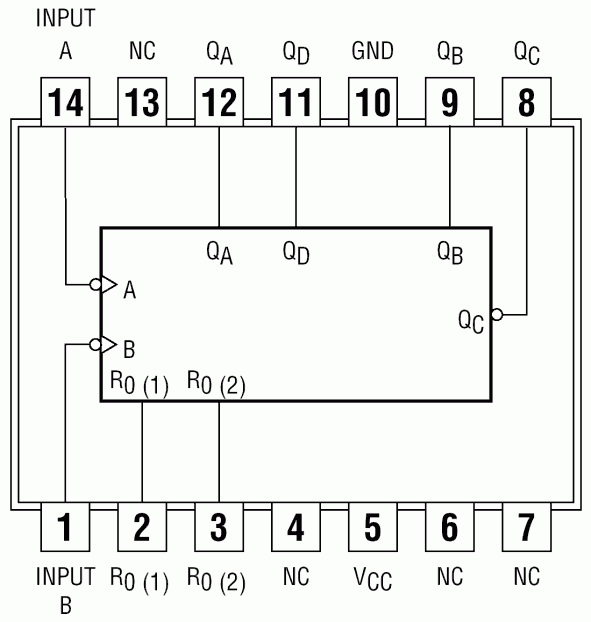 INPUT
A NC QA QD GND QB QC
14 13 12 11 10 9 8
QA QD QB
A
QC
B
R0 (1) R0 (2)
1 2 3 4 5 6 7
INPUT R0 (1) R0 (2) NC VCC NC NC
B